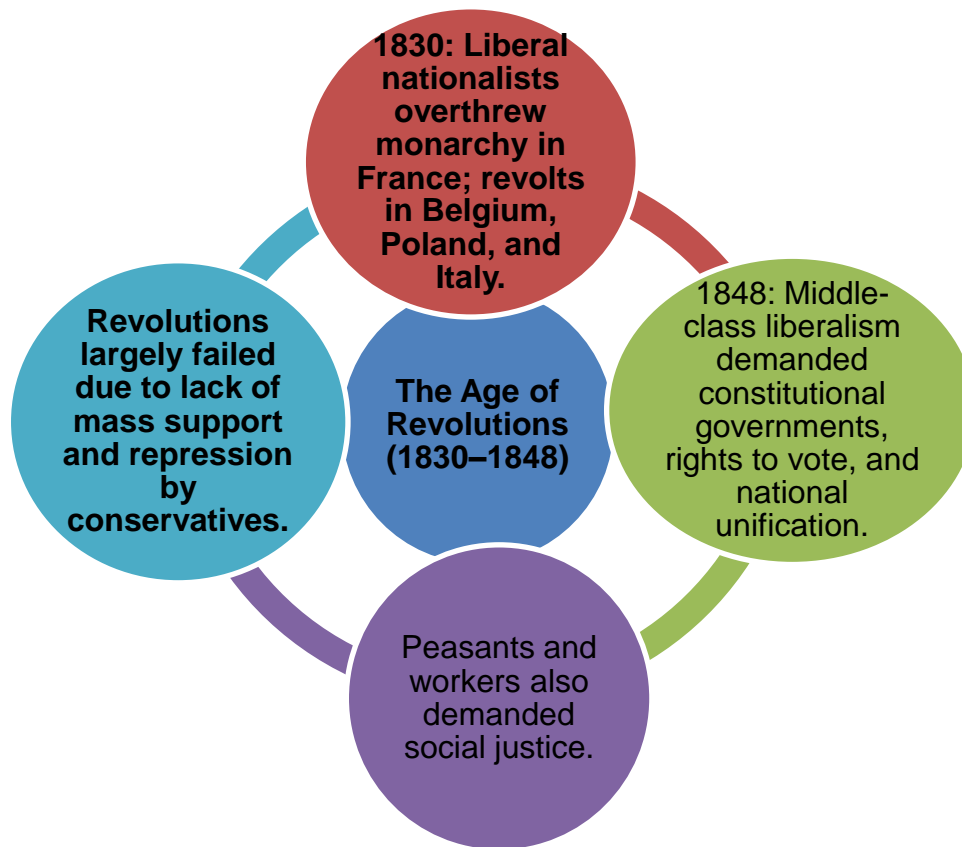 1830: Liberal
nationalists
overthrew
monarchy in
France; revolts
in Belgium,
Poland, and
Italy.
1848: Middle-
class liberalism
demanded
constitutional
governments,
rights to vote, and
national
unification.
Peasants and
workers also
demanded
social justice.
Revolutions
largely failed
due to lack of
mass support
and repression
by
conservatives.
The Age of
Revolutions
(1830–1848)